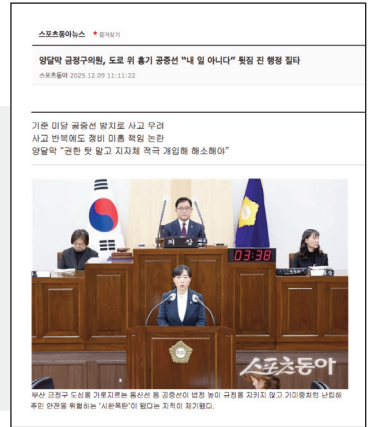 스포츠동아뉴스 * 즐겨찾기
양달막 금정구의원, 도로 위 흉기 공중선 “내 일 아니다” 뒷짐 진 행정 질타
스포츠동아 2025.12.09 11:11:22
기준 미달 공중선 방치로 사고 우려
사고 반복에도 정비 미흡 책임 논란
양달막 “권한 탓 말고 지자체 적극 개입해 해소해야”
의 장
03:38
스포츠동아
부산 금정구 도심을 가로지르는 통신선 등 공중선이 법정 높이 규정을 지키지 않고 거미줄처럼 난립해
주민 안전을 위협하는 ‘시한폭탄’이 됐다는 지적이 제기됐다.